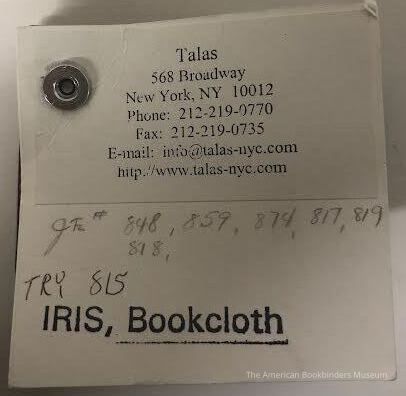 Talas
568 Broadway
New York, NY 10012
Phone: 212-219-0770
Fax: 212-219-0735
E-mail: info@talas-nyc.com
http://www.talas-nyc.com
# 848, 859, 874, 817, 819
818,
TRY 815
IRIS, Bookcloth
The American Bookbinders Museum